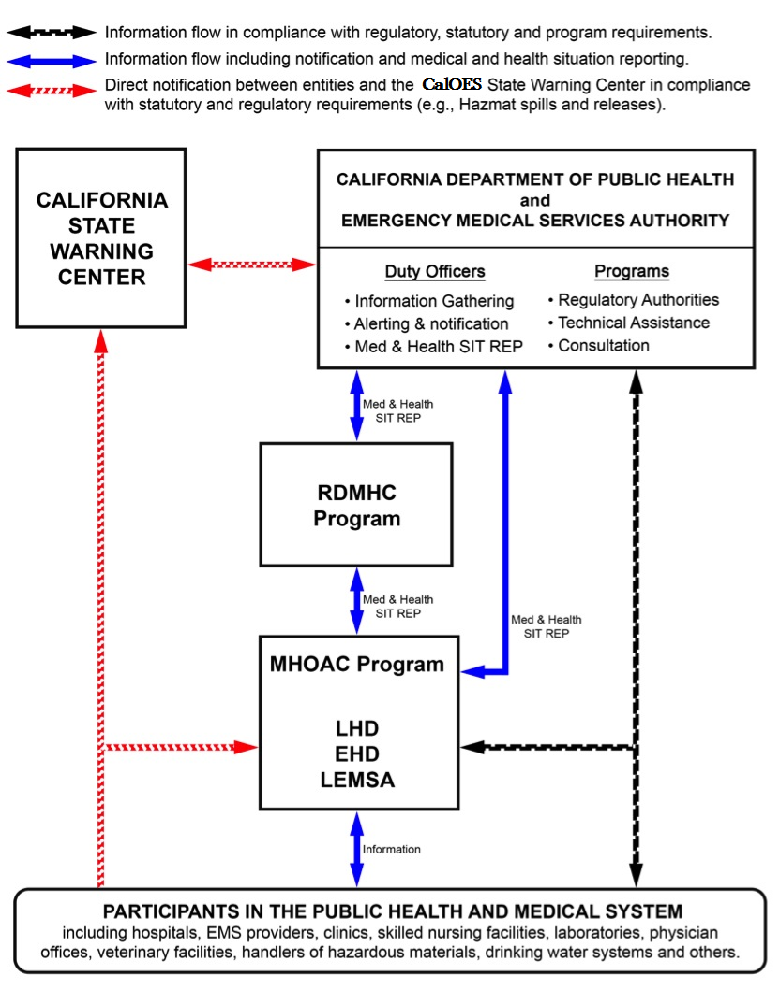 Information flow in compliance with regulatory, statutory and program requirements.
Information flow including notification and medical and health situation reporting.
Direct notification between entities and the CalOES State Warning Center in compliance
with statutory and regulatory requirements (e.g., Hazmat spills and releases).
CALIFORNIA
STATE
WARNING
CENTER
CALIFORNIA DEPARTMENT OF PUBLIC HEALTH
and
EMERGENCY MEDICAL SERVICES AUTHORITY
Duty Officers
• Information Gathering
• Alerting & notification
• Med & Health SIT REP
Programs
• Regulatory Authorities
• Technical Assistance
• Consultation
Med & Health
SIT REP
RDMHC
Program
Med & Health
SIT REP
Med & Health
SIT REP
MHOAC Program
LHD
EHD
LEMSA
Information
PARTICIPANTS IN THE PUBLIC HEALTH AND MEDICAL SYSTEM
including hospitals, EMS providers, clinics, skilled nursing facilities, laboratories, physician
offices, veterinary facilities, handlers of hazardous materials, drinking water systems and others.